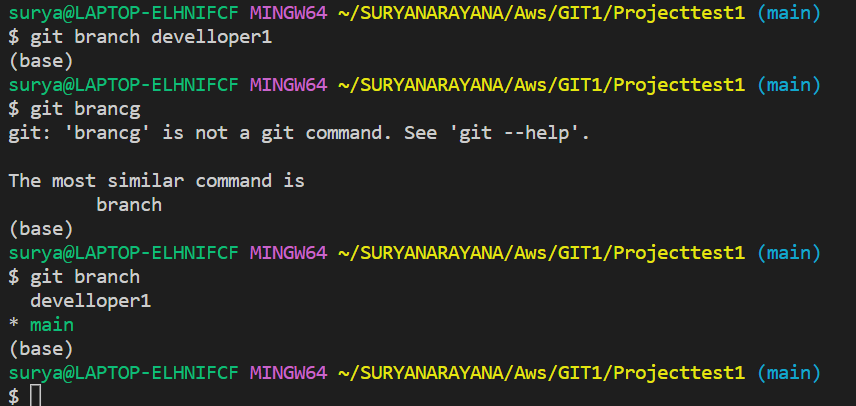 surya@LAPTOP-ELHNIFCF MINGW64 ~/SURYANARAYANA/Aws/GIT1/Projecttest1 (main)
$ git branch develloper1
(base)
surya@LAPTOP-ELHNIFCF MINGW64 ~/SURYANARAYANA/Aws/GIT1/Projecttest1 (main)
$ git brancg
git: 'brancg' is not a git command. See 'git --help'.

The most similar command is
        branch
(base)
surya@LAPTOP-ELHNIFCF MINGW64 ~/SURYANARAYANA/Aws/GIT1/Projecttest1 (main)
$ git branch
  develloper1
* main
(base)
surya@LAPTOP-ELHNIFCF MINGW64 ~/SURYANARAYANA/Aws/GIT1/Projecttest1 (main)
$